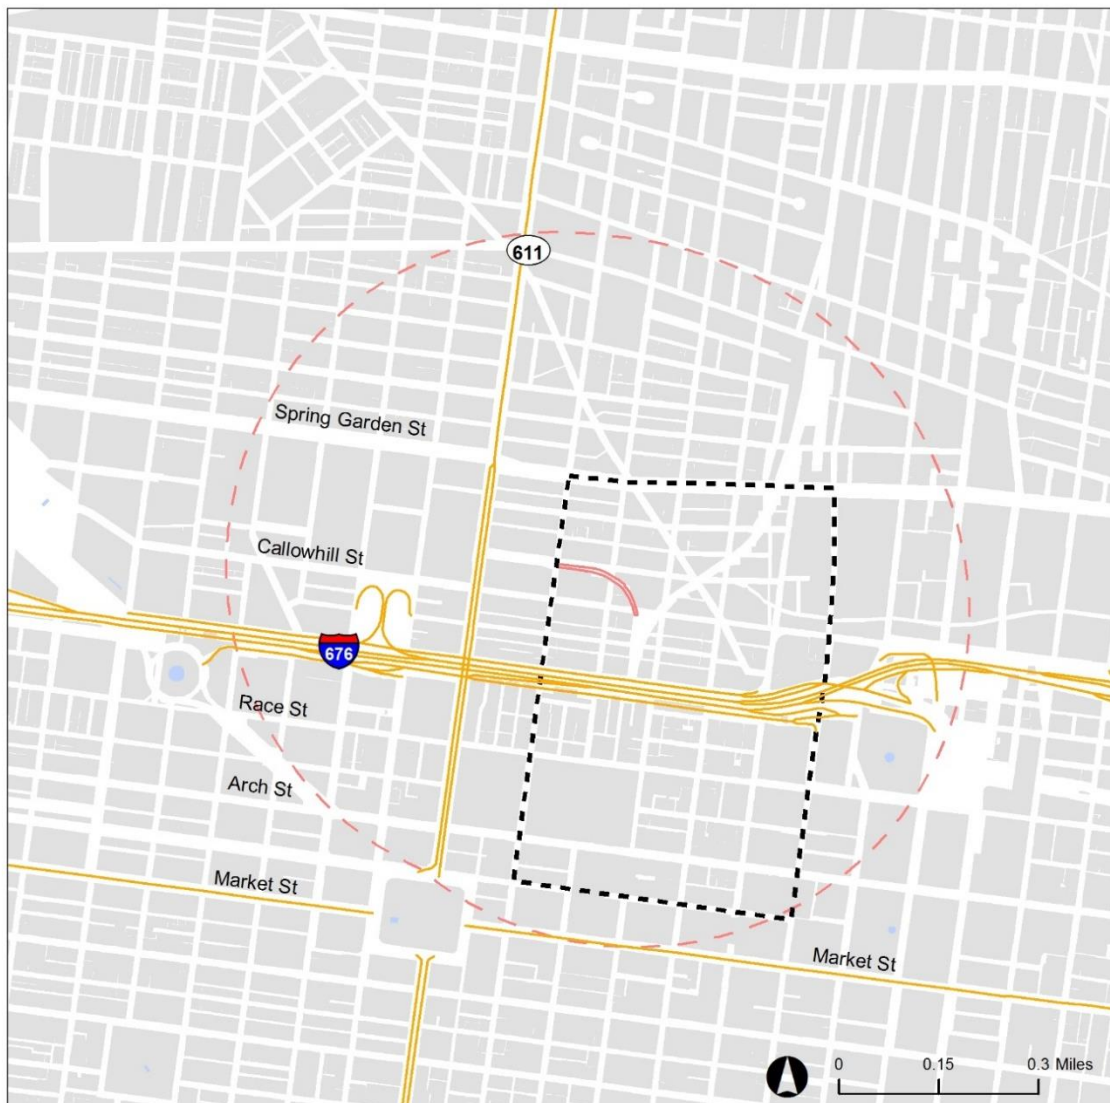 611
Spring Garden St
Callowhill St
676
Race St
Arch St
Market St
Market St
0 0.15 0.3 Miles